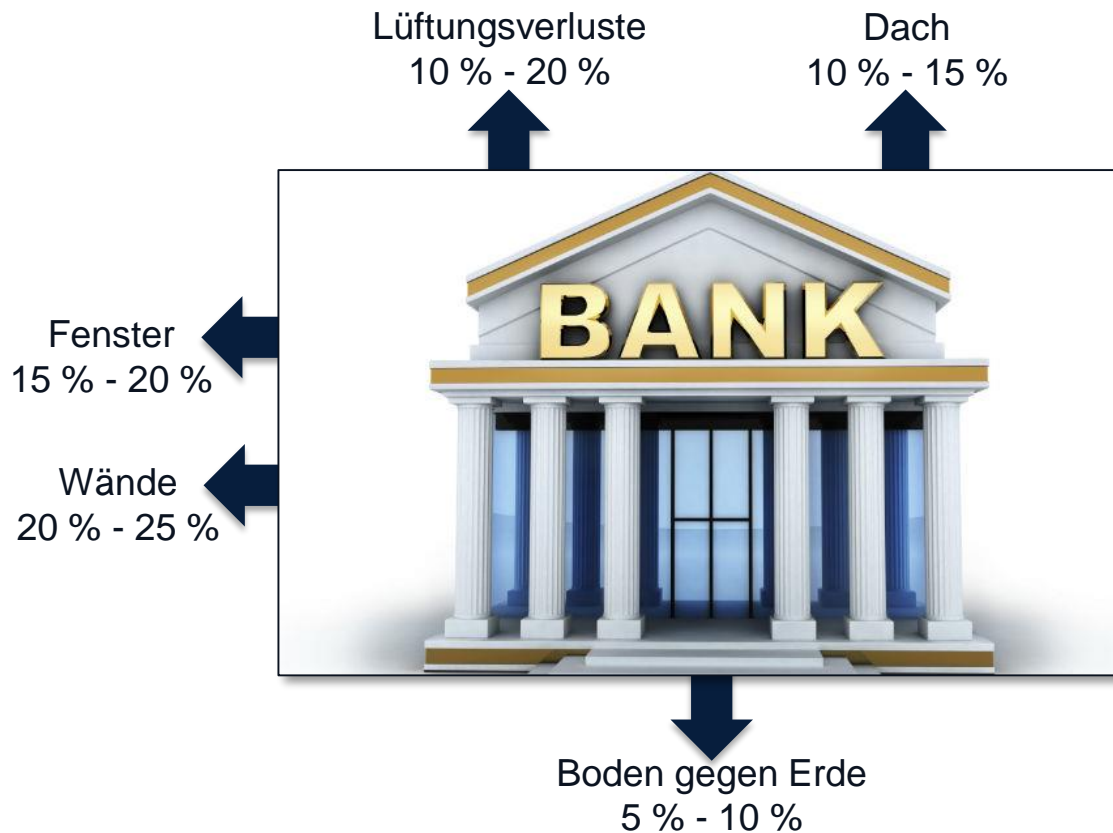 Lüftungsverluste
10 % - 20 %
Dach
10 % - 15 %
BANK
Fenster
15 % - 20 %
Wände
20 % - 25 %
Boden gegen Erde
5 % - 10 %